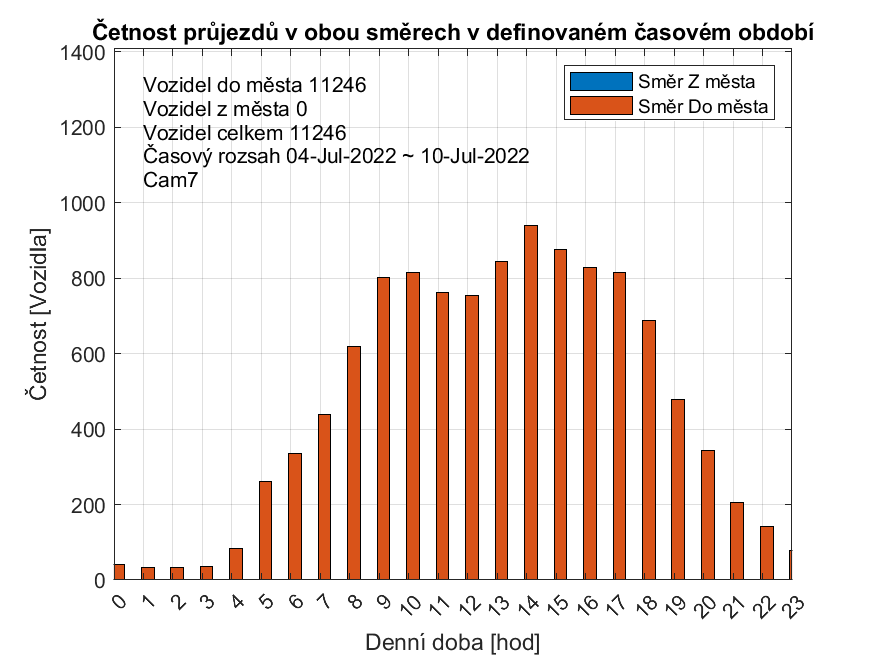 Četnost průjezdů v obou směrech v definovaném časovém období
1400
1200
1000
800
600
400
200
0
Četnost [Vozidla]
Vozidel do města 11246
Vozidel z města 0
Vozidel celkem 11246
Časový rozsah 04-Jul-2022 ~ 10-Jul-2022
Cam7
Směr Z města
Směr Do města
0 1 2 3 4 5 6 7 8 9 10 11 12 13 14 15 16 17 18 19 20 21 22 23
Denní doba [hod]